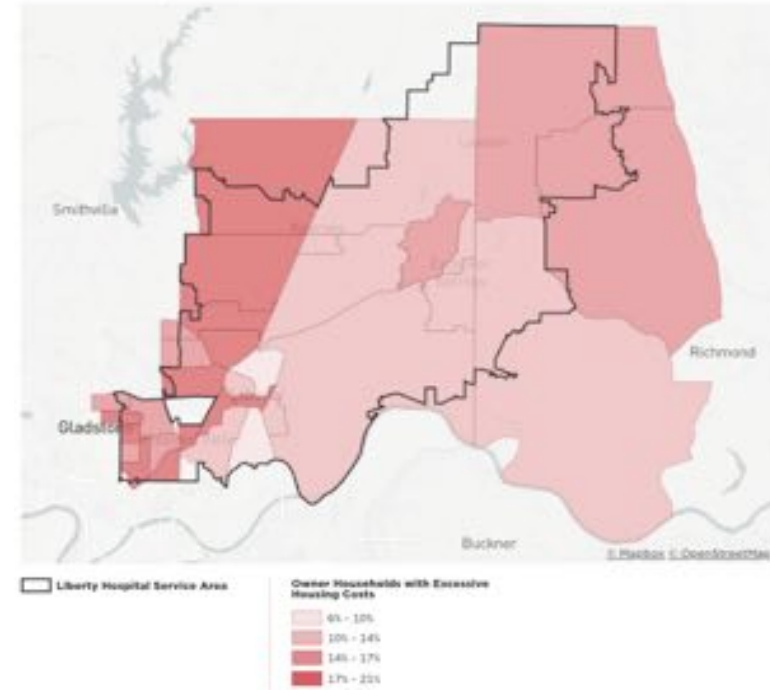 Smithville
Richmond
Gladstone
Buckner
© Mapbox © OpenStreetMap
Liberty Hospital Service Area
Owner Households with Excessive
Housing Costs
6% - 10%
10% - 14%
14% - 17%
17% - 21%